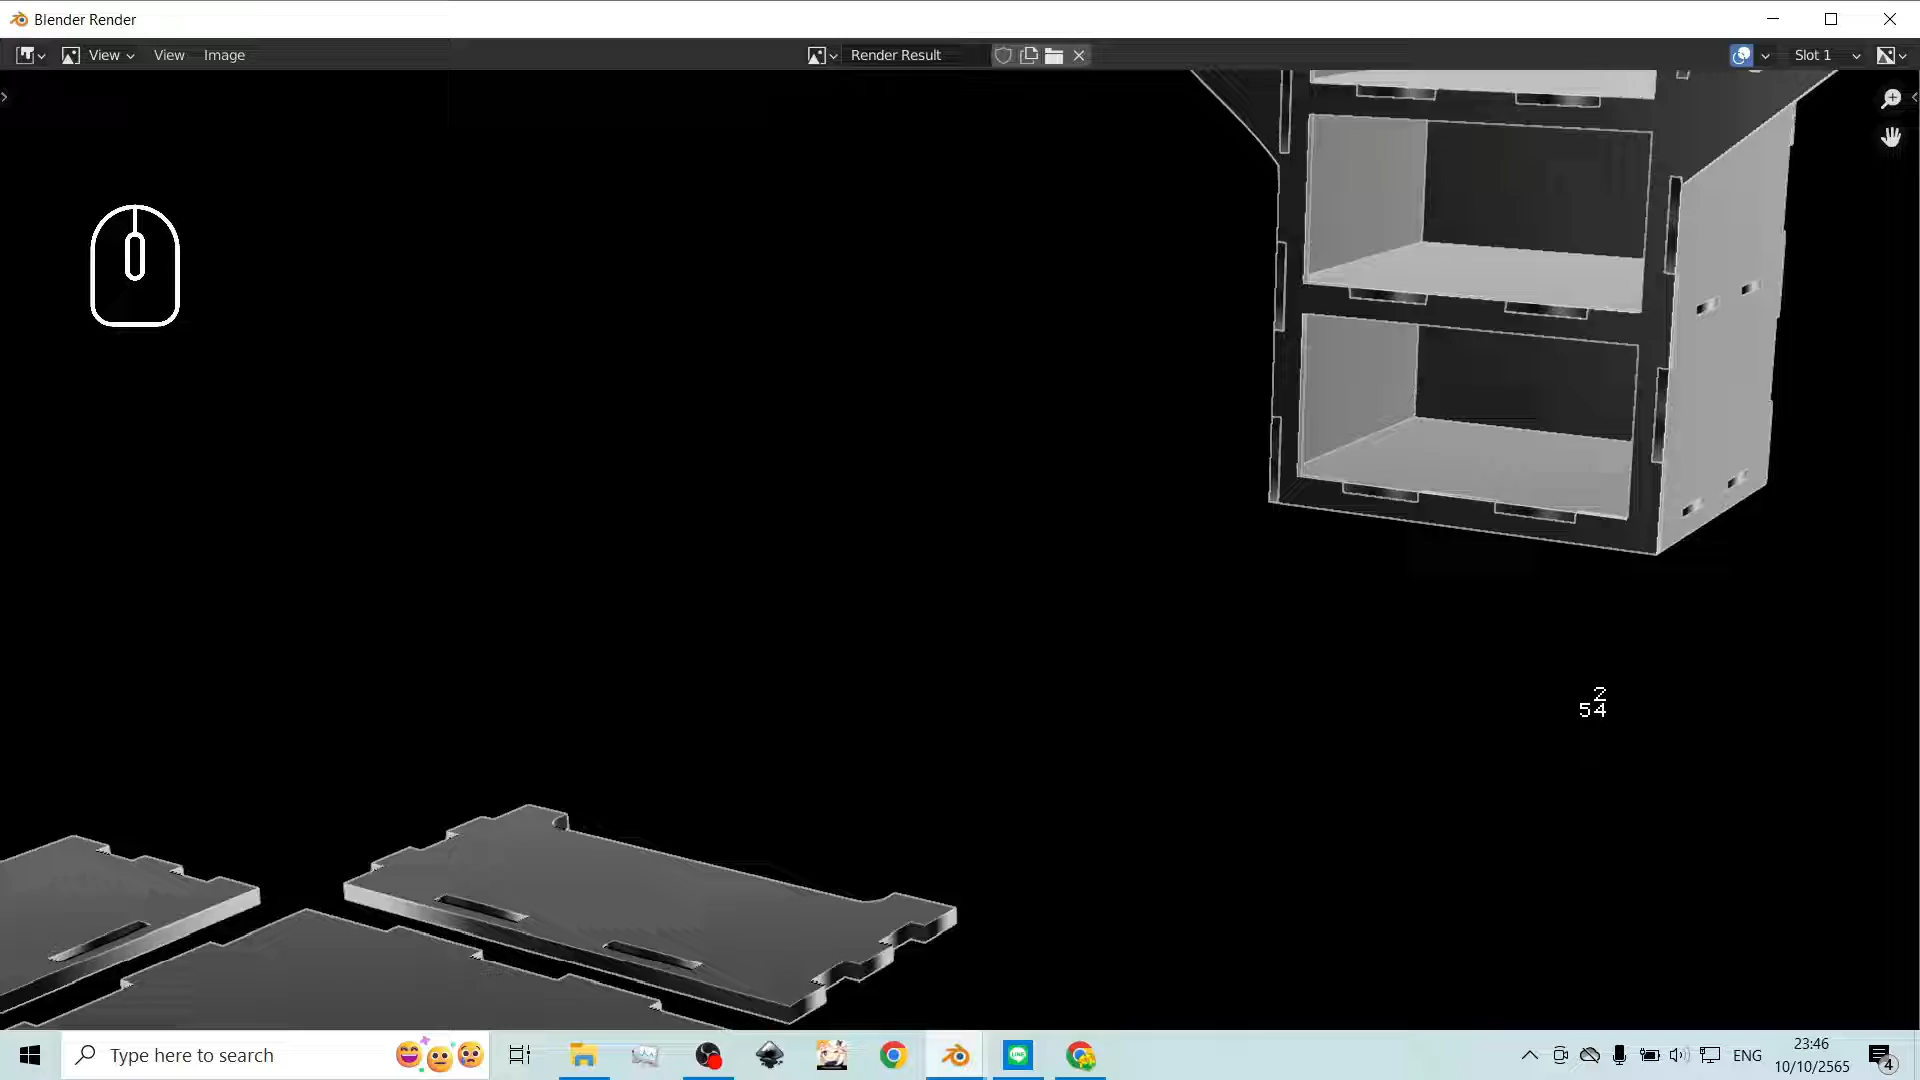 Blender Render
View
View
Image
Render Result
Slot 1
2
54
Type here to search
LINE
ENG
23:46
10/10/2565
4